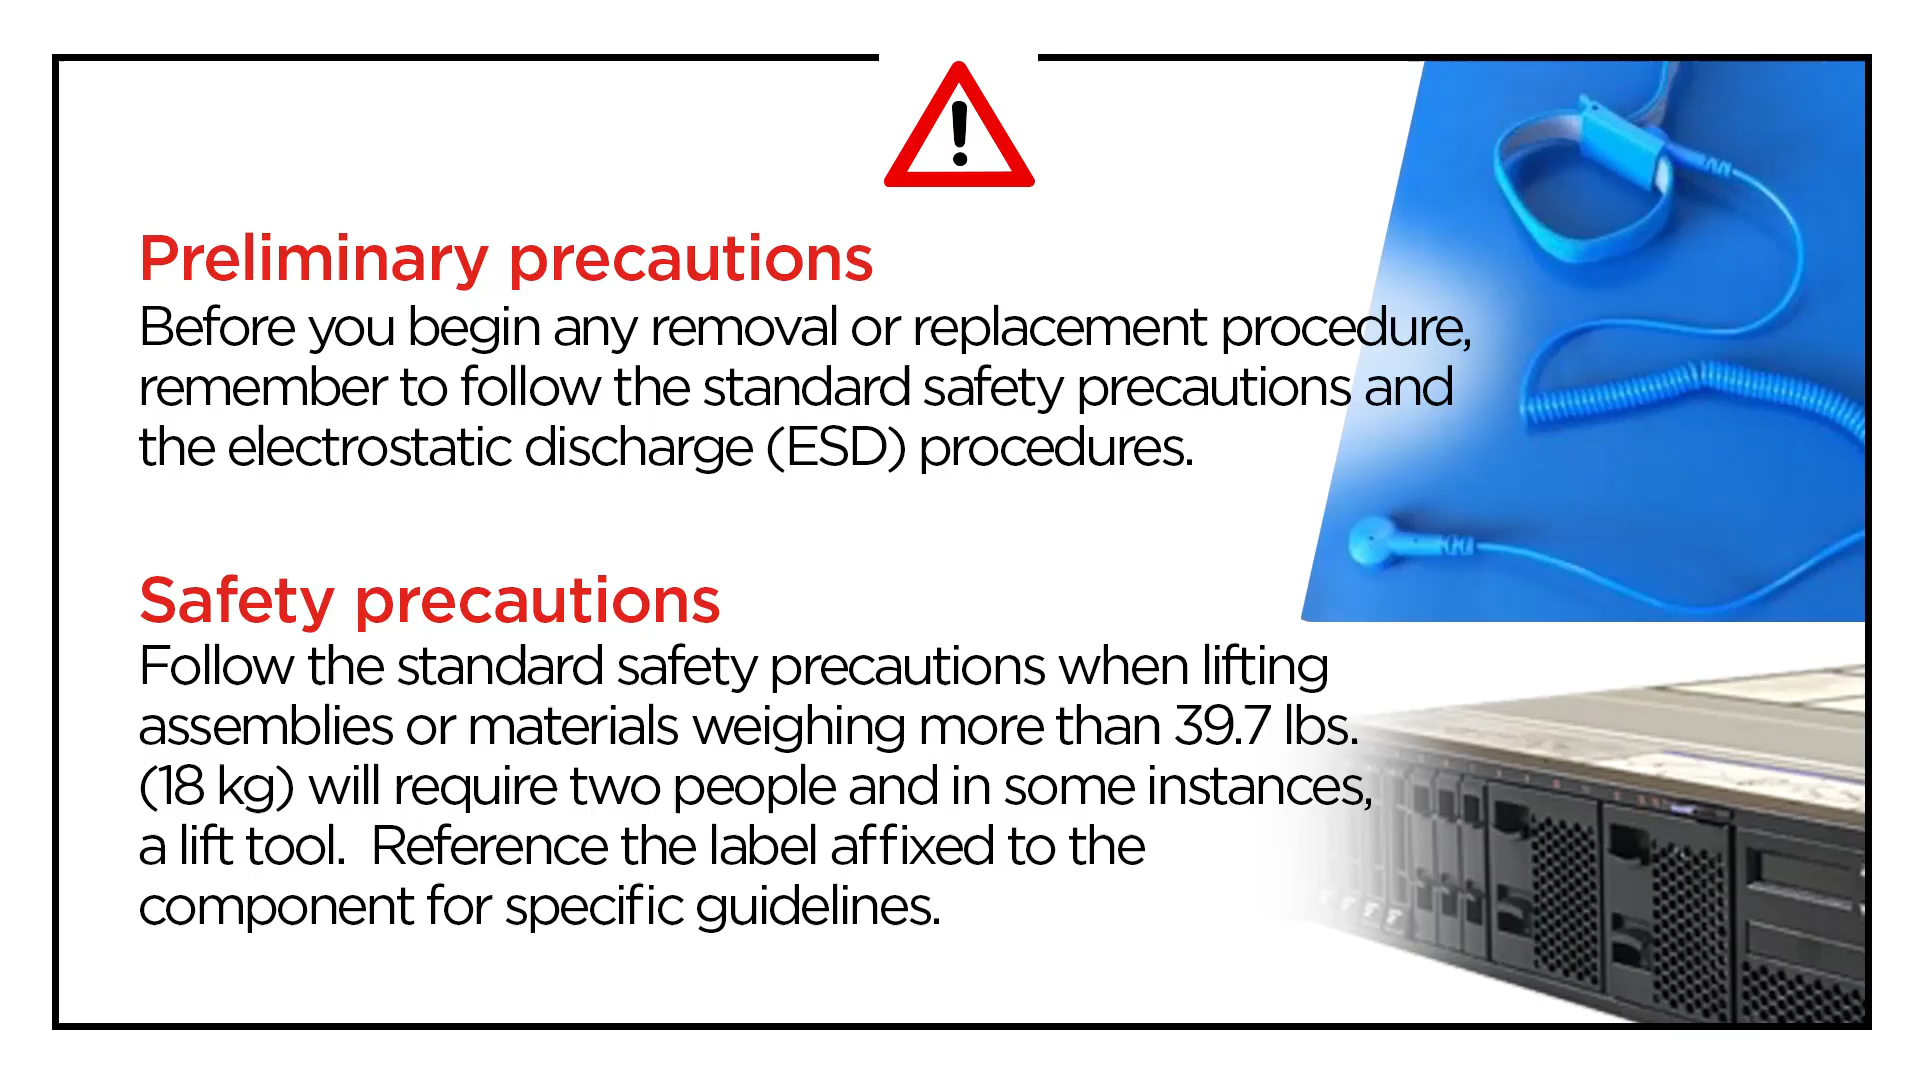 Preliminary precautions
Before you begin any removal or replacement procedure,
remember to follow the standard safety precautions and
the electrostatic discharge (ESD) procedures.
Safety precautions
Follow the standard safety precautions when lifting
assemblies or materials weighing more than 39.7 lbs.
(18 kg) will require two people and in some instances,
a lift tool.  Reference the label affixed to the
component for specific guidelines.